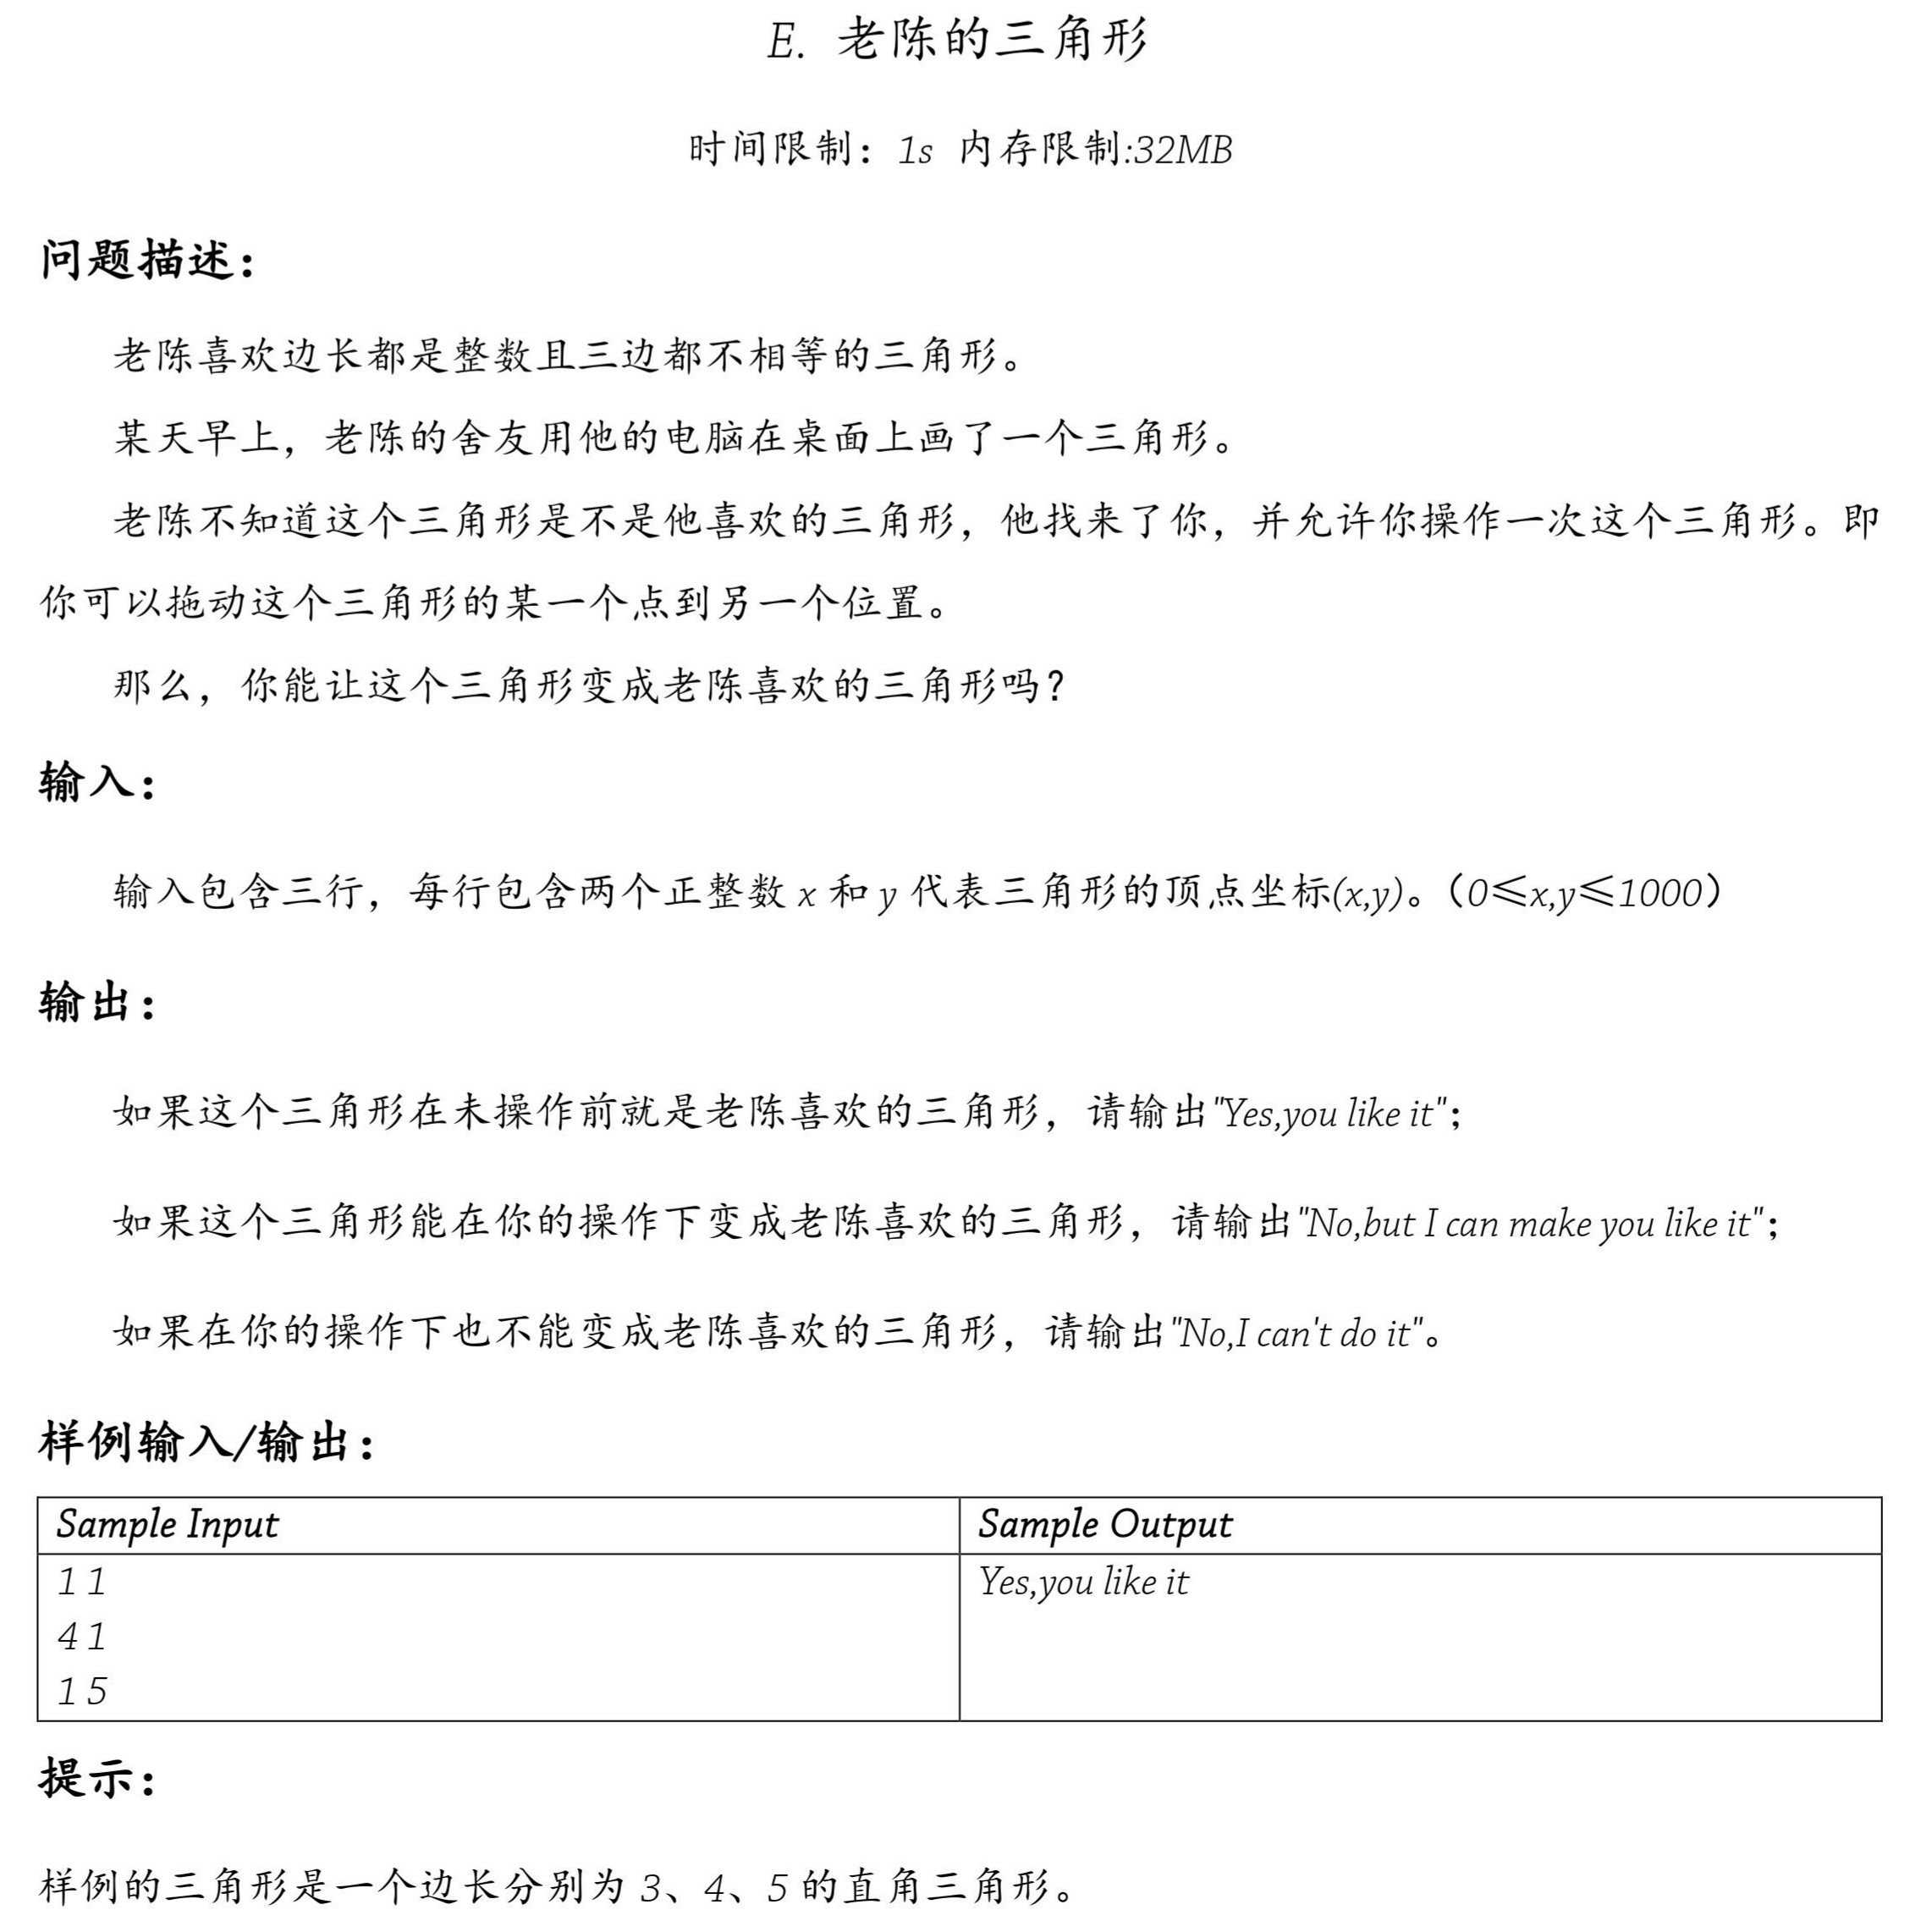 E. 老陈的三角形
时间限制：1s 内存限制:32MB
问题描述：
老陈喜欢边长都是整数且三边都不相等的三角形。
某天早上，老陈的舍友用他的电脑在桌面上画了一个三角形。
老陈不知道这个三角形是不是他喜欢的三角形，他找来了你，并允许你操作一次这个三角形。即
你可以拖动这个三角形的某一个点到另一个位置。
那么，你能让这个三角形变成老陈喜欢的三角形吗？
输入：
输入包含三行，每行包含两个正整数 x 和 y 代表三角形的顶点坐标(x,y)。（0≤x,y≤1000）
输出：
如果这个三角形在未操作前就是老陈喜欢的三角形，请输出"Yes,you like it"；
如果这个三角形能在你的操作下变成老陈喜欢的三角形，请输出"No,but I can make you like it"；
如果在你的操作下也不能变成老陈喜欢的三角形，请输出"No,I can't do it"。
样例输入/输出：
Sample Input Sample Output
1 1 Yes,you like it
4 1
1 5
提示：
样例的三角形是一个边长分别为 3、4、5 的直角三角形。